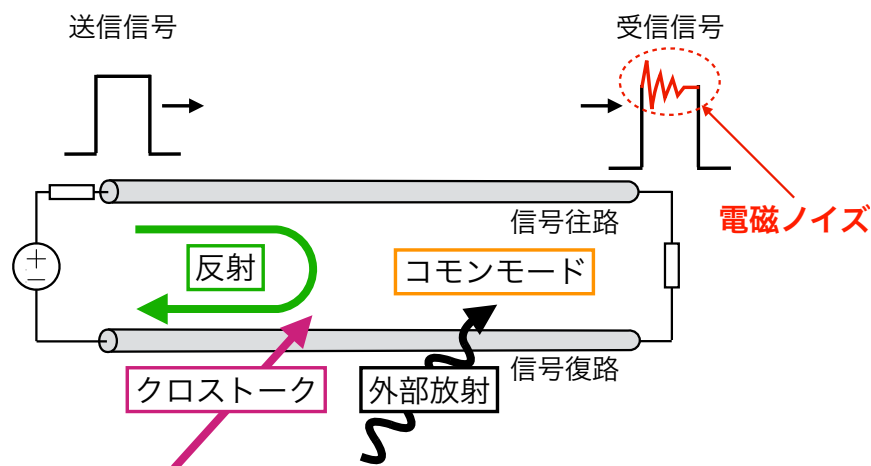 送信信号
受信信号
信号往路
電磁ノイズ
反射
コモンモード
信号復路
クロストーク
外部放射